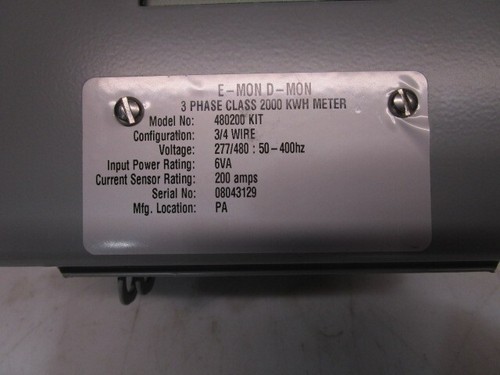 E-MON D-MON
3 PHASE CLASS 2000 KWH METER
Model No: 480200 KIT
Configuration: 3/4 WIRE
Voltage: 277/480 : 50-400hz
Input Power Rating: 6VA
Current Sensor Rating: 200 amps
Serial No: 08043129
Mfg. Location: PA